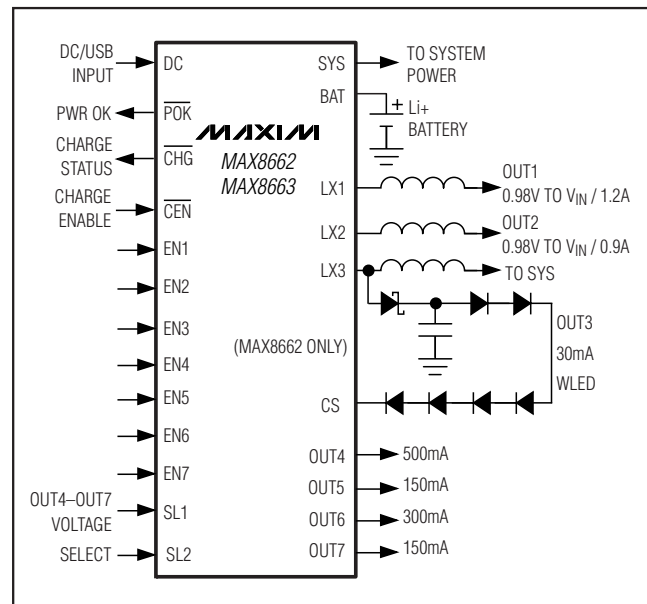 DC/USB
INPUT
DC
PWR OK
POK
CHARGE
STATUS
CHG
CHARGE
ENABLE
CEN
EN1
EN2
EN3
EN4
EN5
EN6
EN7
OUT4–OUT7
VOLTAGE
SL1
SELECT
SL2
MAXIM
MAX8662
MAX8663
(MAX8662 ONLY)
SYS
TO SYSTEM
POWER
BAT
+
Li+
BATTERY
LX1
OUT1
0.98V TO VIN / 1.2A
LX2
OUT2
0.98V TO VIN / 0.9A
LX3
TO SYS
OUT3
30mA
WLED
CS
OUT4
500mA
OUT5
150mA
OUT6
300mA
OUT7
150mA